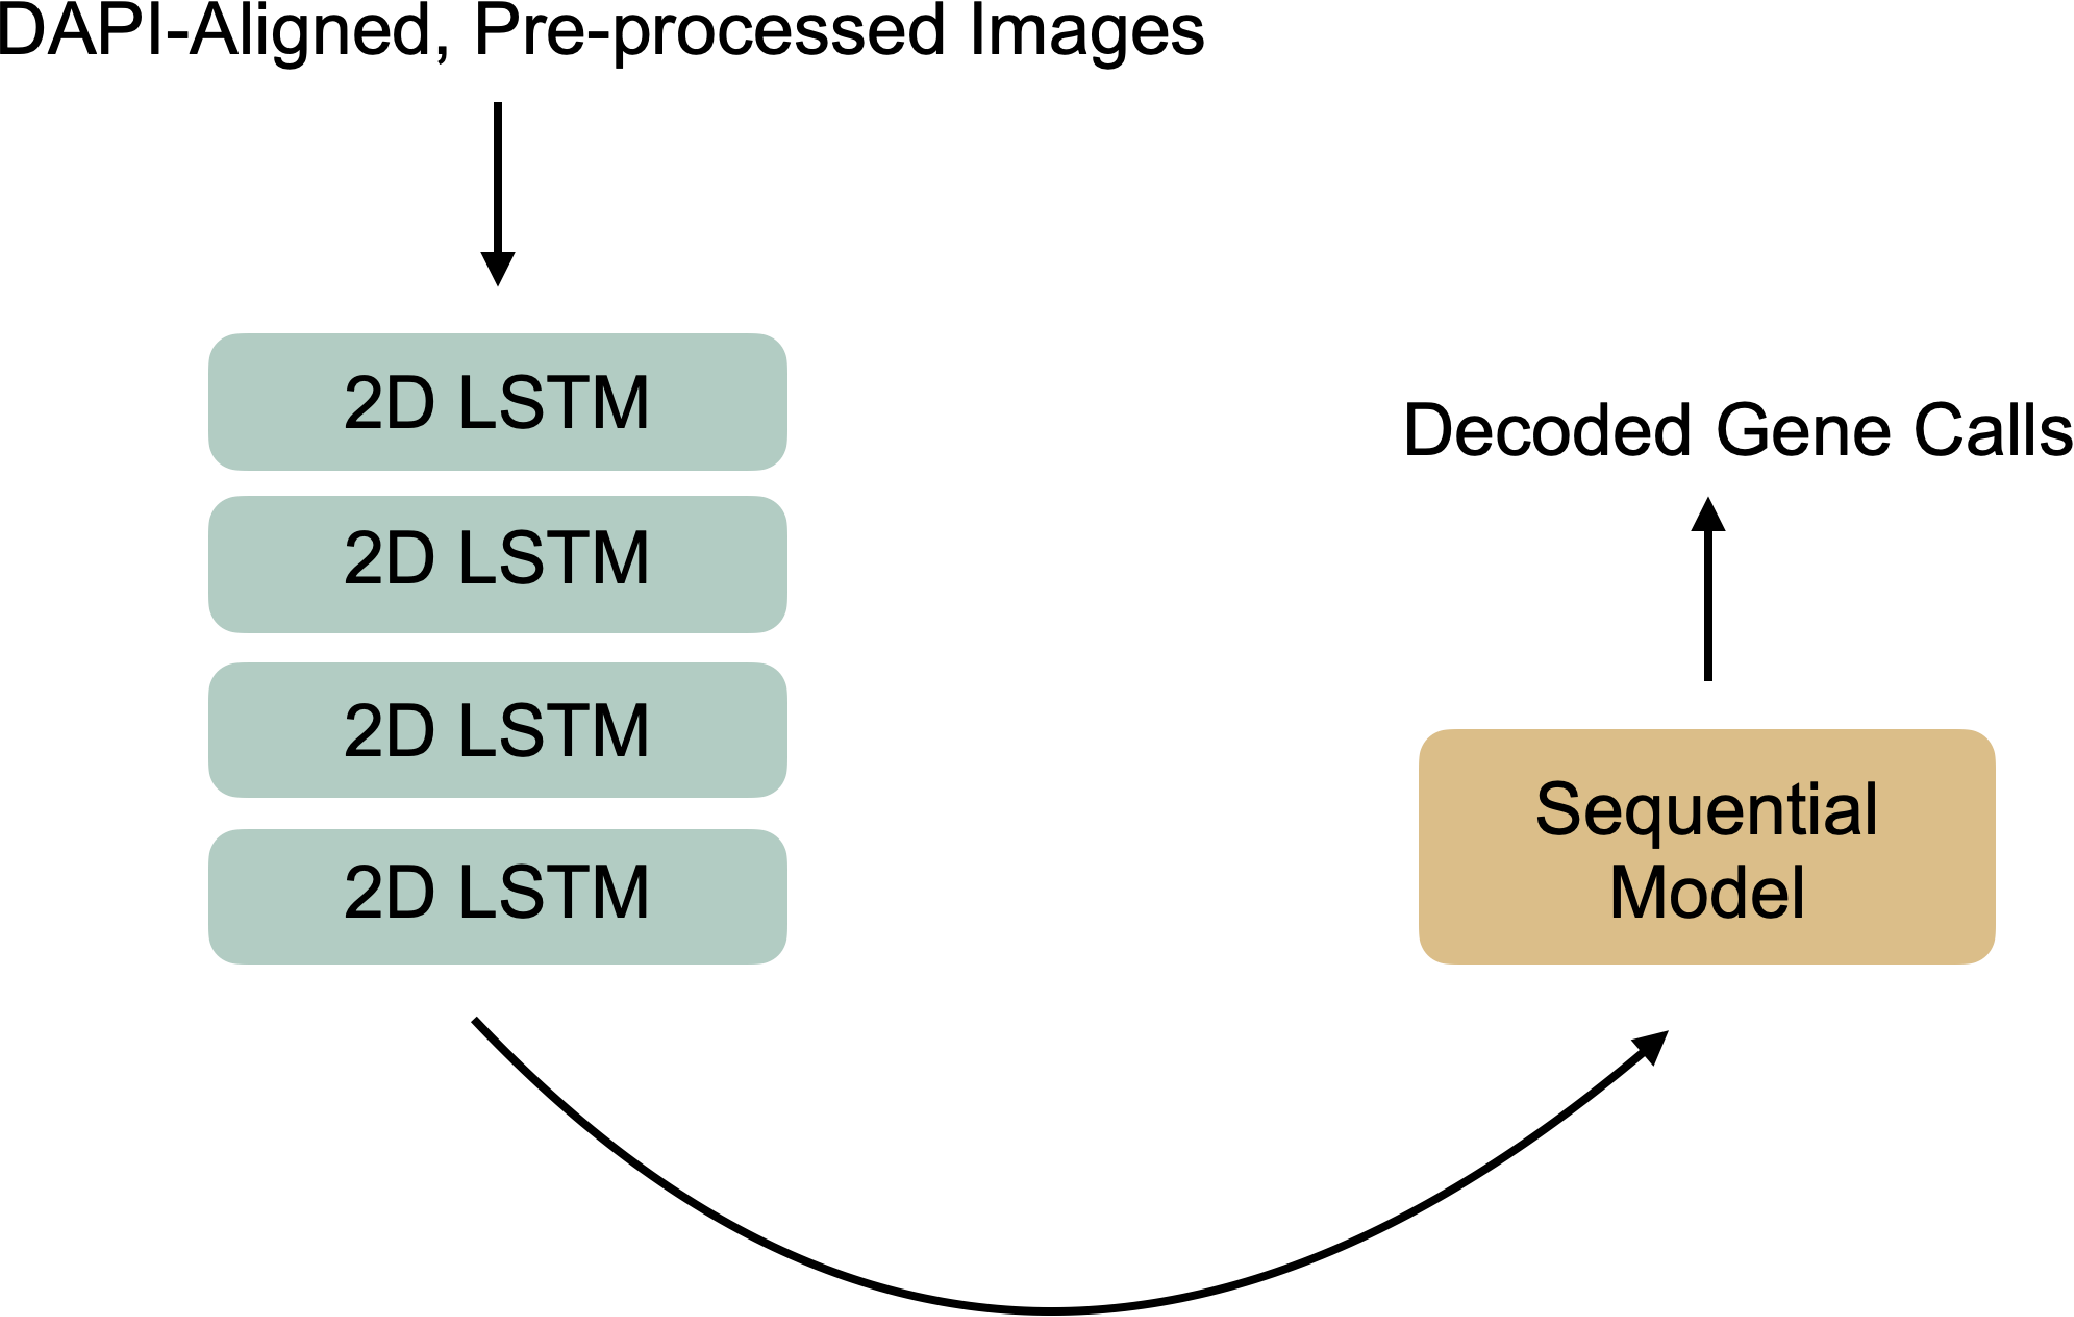 DAPI-Aligned, Pre-processed Images
2D LSTM
2D LSTM
2D LSTM
2D LSTM
Decoded Gene Calls
Sequential
Model